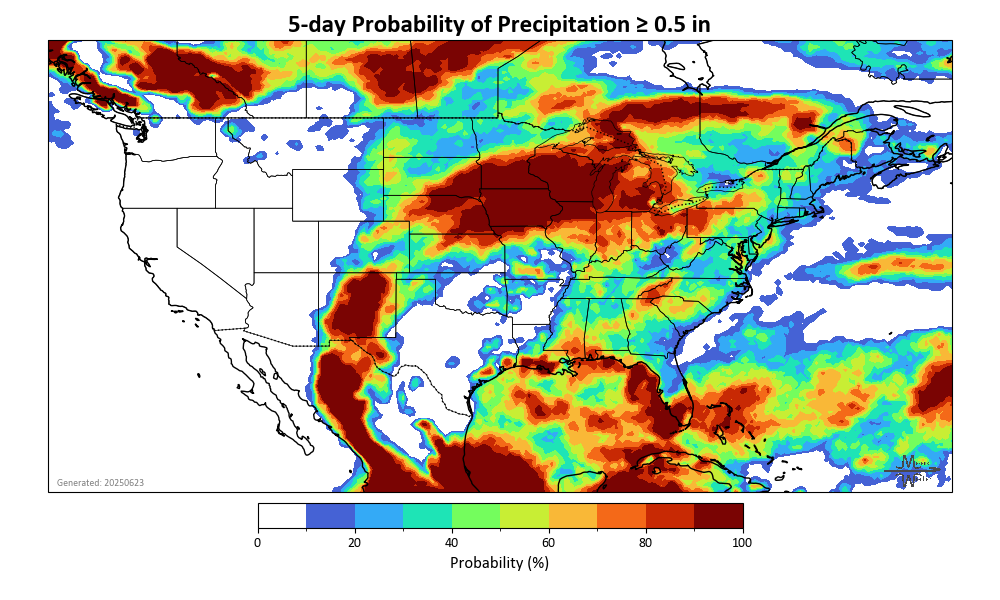 5-day Probability of Precipitation ≥ 0.5 in
Generated: 20250623
0 20 40 60 80 100
Probability (%)